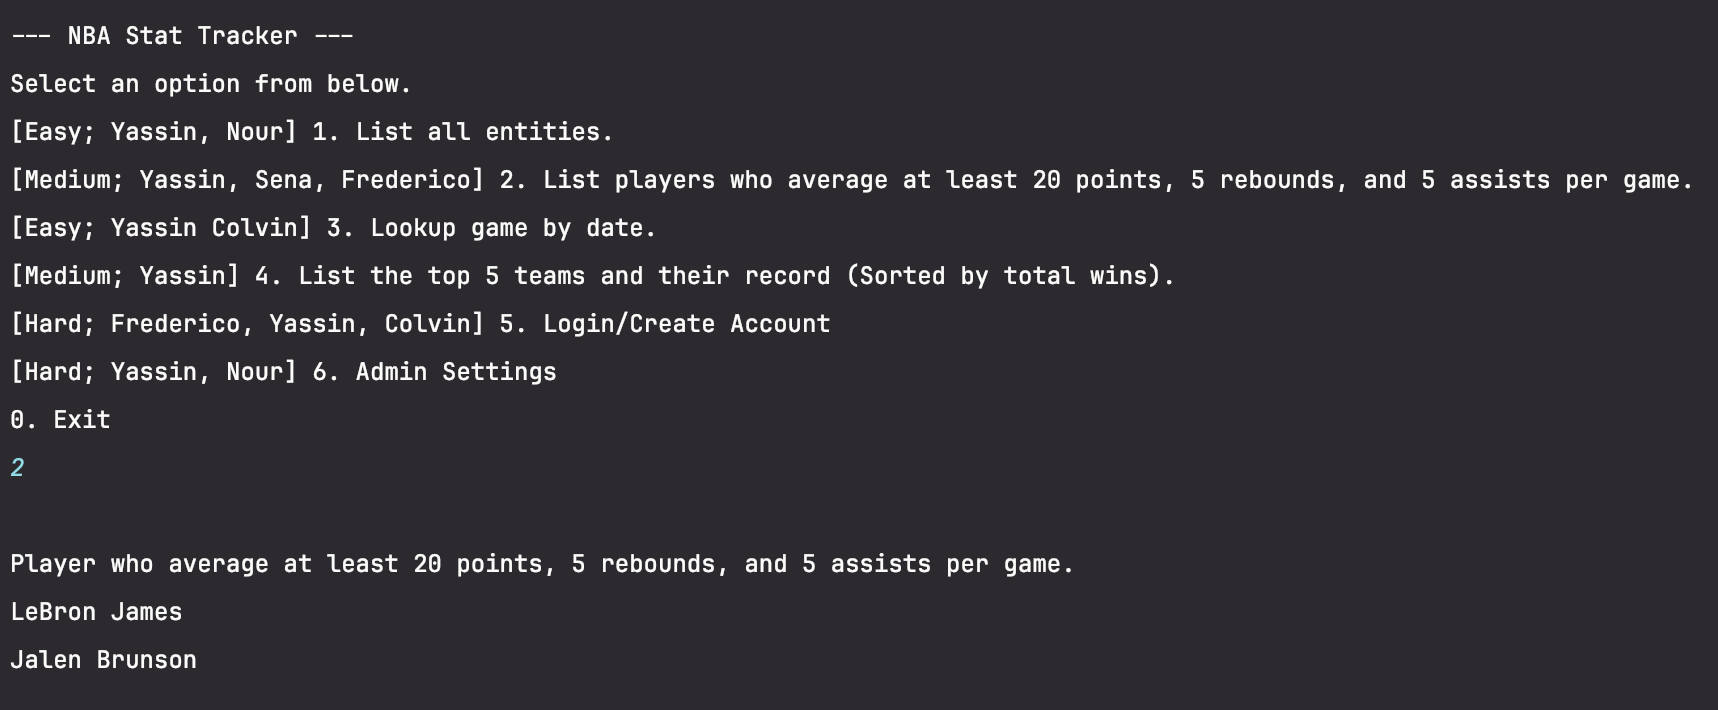 --- NBA Stat Tracker ---
Select an option from below.
[Easy; Yassin, Nour] 1. List all entities.
[Medium; Yassin, Sena, Frederico] 2. List players who average at least 20 points, 5 rebounds, and 5 assists per game.
[Easy; Yassin Colvin] 3. Lookup game by date.
[Medium; Yassin] 4. List the top 5 teams and their record (Sorted by total wins).
[Hard; Frederico, Yassin, Colvin] 5. Login/Create Account
[Hard; Yassin, Nour] 6. Admin Settings
0. Exit
2
Player who average at least 20 points, 5 rebounds, and 5 assists per game.
LeBron James
Jalen Brunson